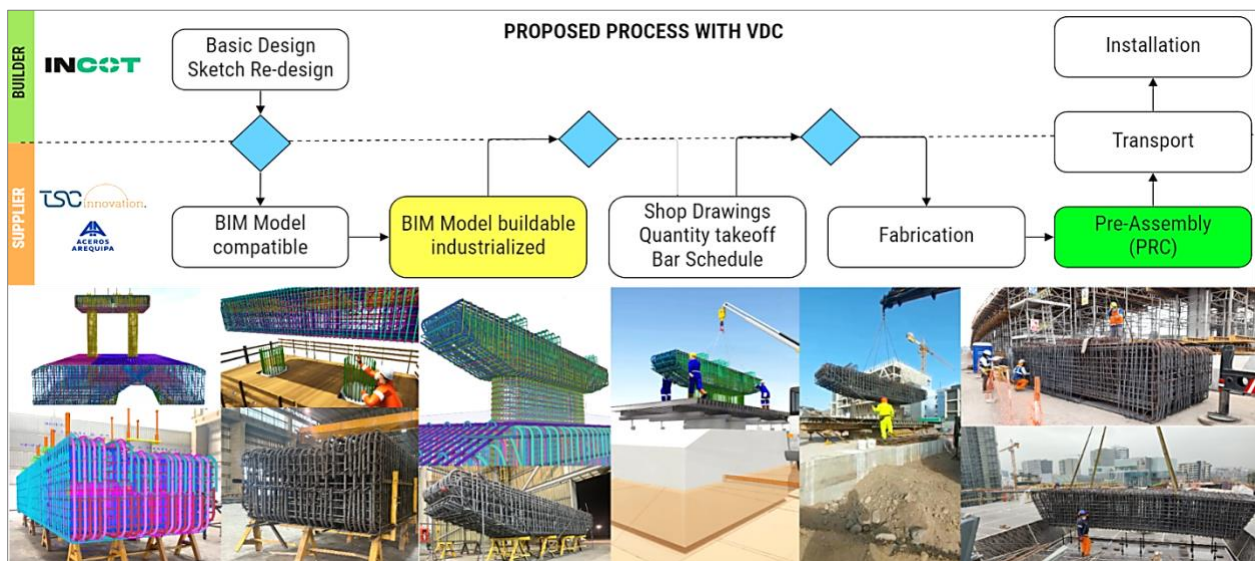 PROPOSED PROCESS WITH VDC
BUILDER
INCOT
Basic Design
Sketch Re-design
Installation
Transport
SUPPLIER
TSC innovation.
ACEROS
AREQUIPA
BIM Model
compatible
BIM Model buildable
industrialized
Shop Drawings
Quantity takeoff
Bar Schedule
Fabrication
Pre-Assembly
(PRC)